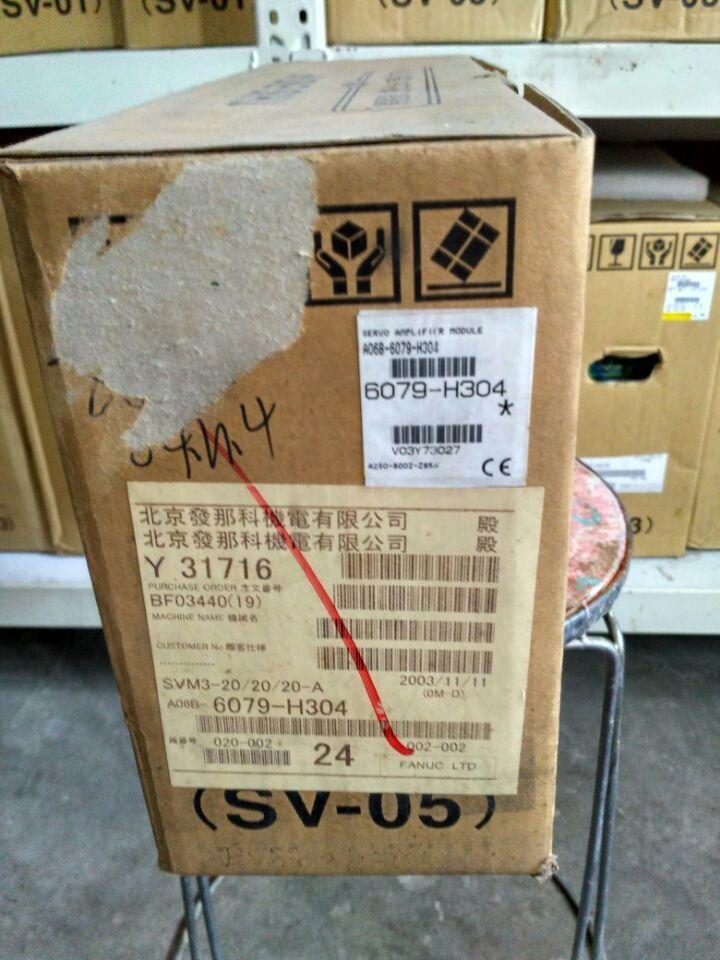 (SV-01)
SV-01
SERVO AMPLIFIER MODULE
A06B-6079-H304
6079-H304
*
V03Y73027
CE
北京發那科機電有限公司 殿
北京發那科機電有限公司 殿
Y 31716
PURCHASE ORDER 注文番号
BF03440(19)
MACHINE NAME 機械名
CUSTOMER No 顧客仕様
SVM3-20/20/20-A
2003/11/11
(0M-D)
A06B- 6079-H304
020-002
24
002-002
FANUC LTD
(SV-05)